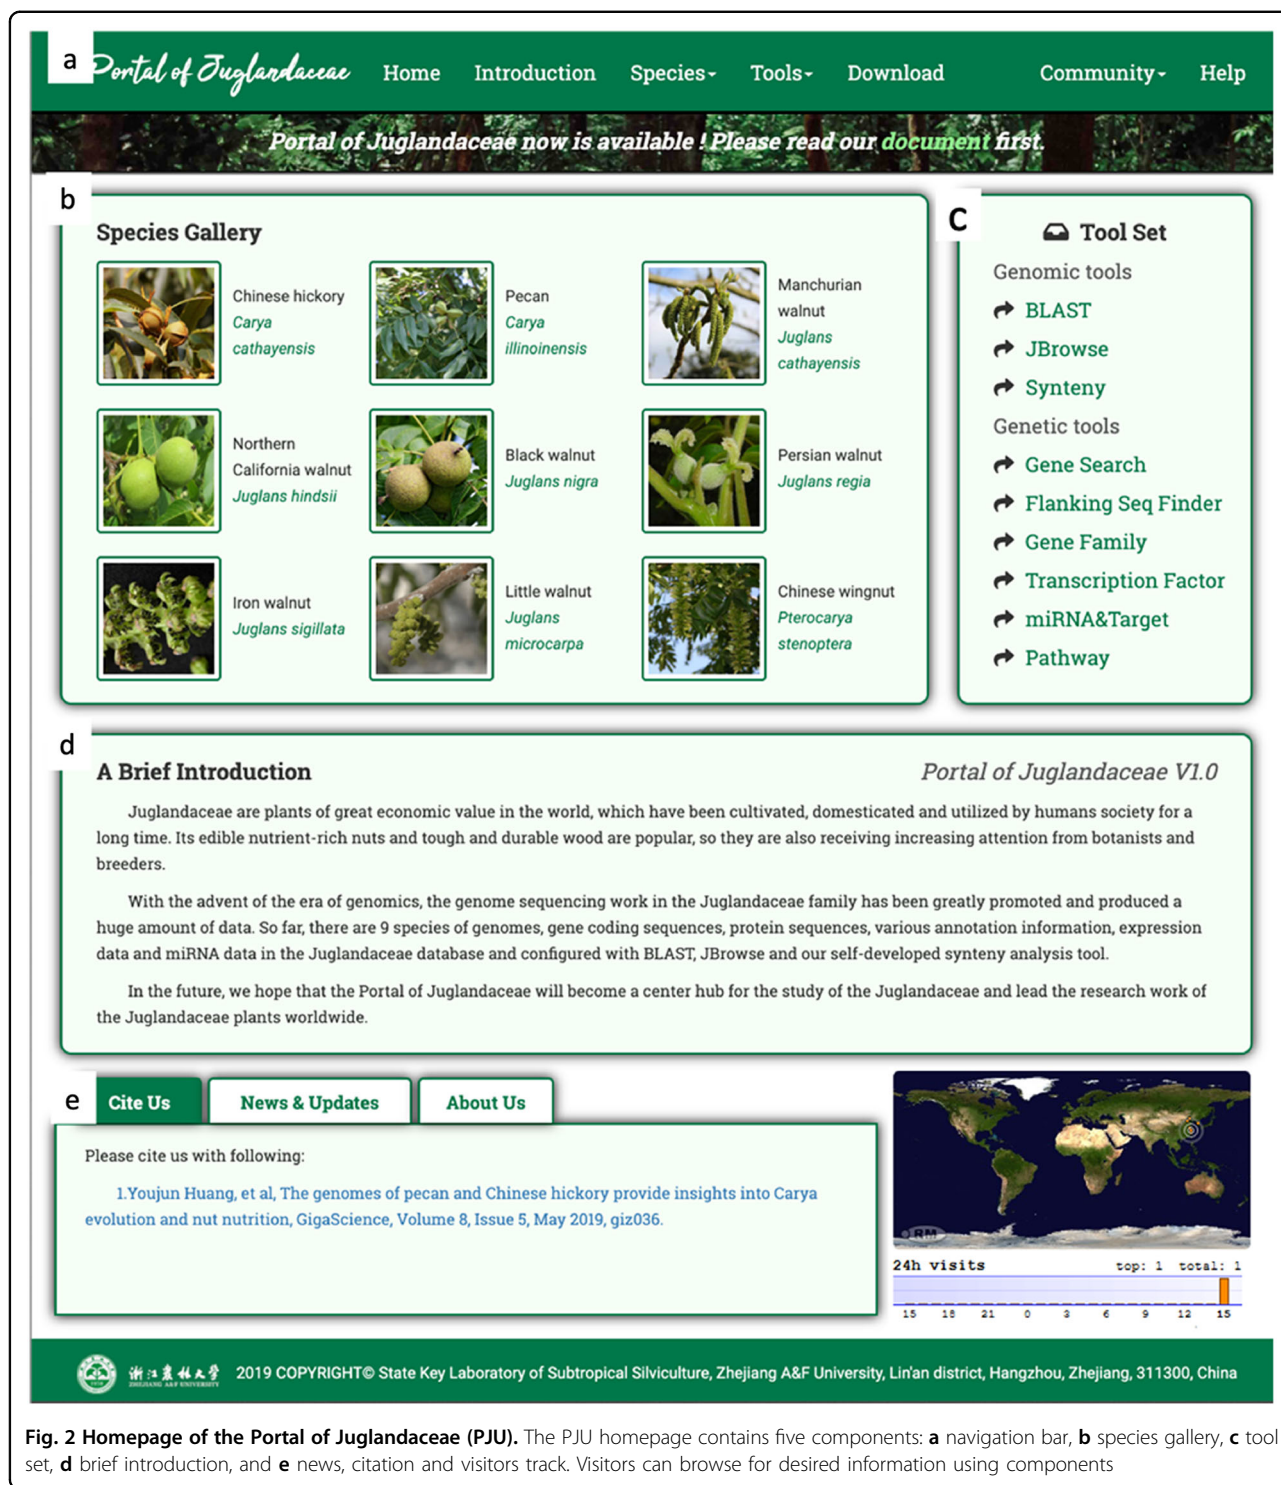 a
Portal of Juglandaceae Home Introduction Species Tools Download Community Help
Portal of Juglandaceae now is available ! Please read our document first.
b
Species Gallery
Chinese hickory
Carya
cathayensis
Pecan
Carya
illinoinensis
Manchurian
walnut
Juglans
cathayensis
Northern
California walnut
Juglans hindsii
Black walnut
Juglans nigra
Persian walnut
Juglans regia
Iron walnut
Juglans sigillata
Little walnut
Juglans
microcarpa
Chinese wingnut
Pterocarya
stenoptera
C
Tool Set
Genomic tools
BLAST
JBrowse
Synteny
Genetic tools
Gene Search
Flanking Seq Finder
Gene Family
Transcription Factor
miRNA&Target
Pathway
d
A Brief Introduction Portal of Juglandaceae V1.0
Juglandaceae are plants of great economic value in the world, which have been cultivated, domesticated and utilized by humans society for a
long time. Its edible nutrient-rich nuts and tough and durable wood are popular, so they are also receiving increasing attention from botanists and
breeders.
With the advent of the era of genomics, the genome sequencing work in the Juglandaceae family has been greatly promoted and produced a
huge amount of data. So far, there are 9 species of genomes, gene coding sequences, protein sequences, various annotation information, expression
data and miRNA data in the Juglandaceae database and configured with BLAST, JBrowse and our self-developed synteny analysis tool.
In the future, we hope that the Portal of Juglandaceae will become a center hub for the study of the Juglandaceae and lead the research work of
the Juglandaceae plants worldwide.
e
Cite Us News & Updates About Us
Please cite us with following:
1.Youjun Huang, et al, The genomes of pecan and Chinese hickory provide insights into Carya
evolution and nut nutrition, GigaScience, Volume 8, Issue 5, May 2019, giz036.
RM
24h visits top: 1 total: 1
15 18 21 0 3 6 9 12 15
浙江农林大学
ZHEJIANG A&F UNIVERSITY
2019 COPYRIGHT© State Key Laboratory of Subtropical Silviculture, Zhejiang A&F University, Lin'an district, Hangzhou, Zhejiang, 311300, China
Fig. 2 Homepage of the Portal of Juglandaceae (PJU). The PJU homepage contains five components: a navigation bar, b species gallery, c tool
set, d brief introduction, and e news, citation and visitors track. Visitors can browse for desired information using components